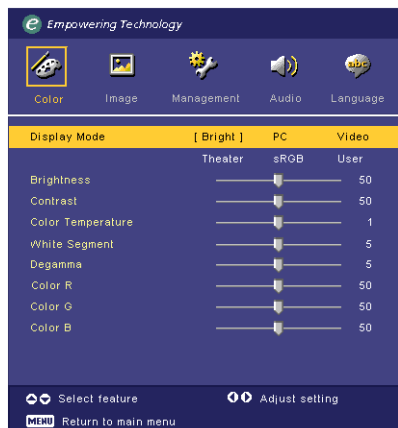 e Empowering Technology
Color Image Management Audio Language
Display Mode [ Bright ] PC Video
Theater sRGB User
Brightness 50
Contrast 50
Color Temperature 1
White Segment 5
Degamma 5
Color R 50
Color G 50
Color B 50
Select feature Adjust setting
MENU Return to main menu